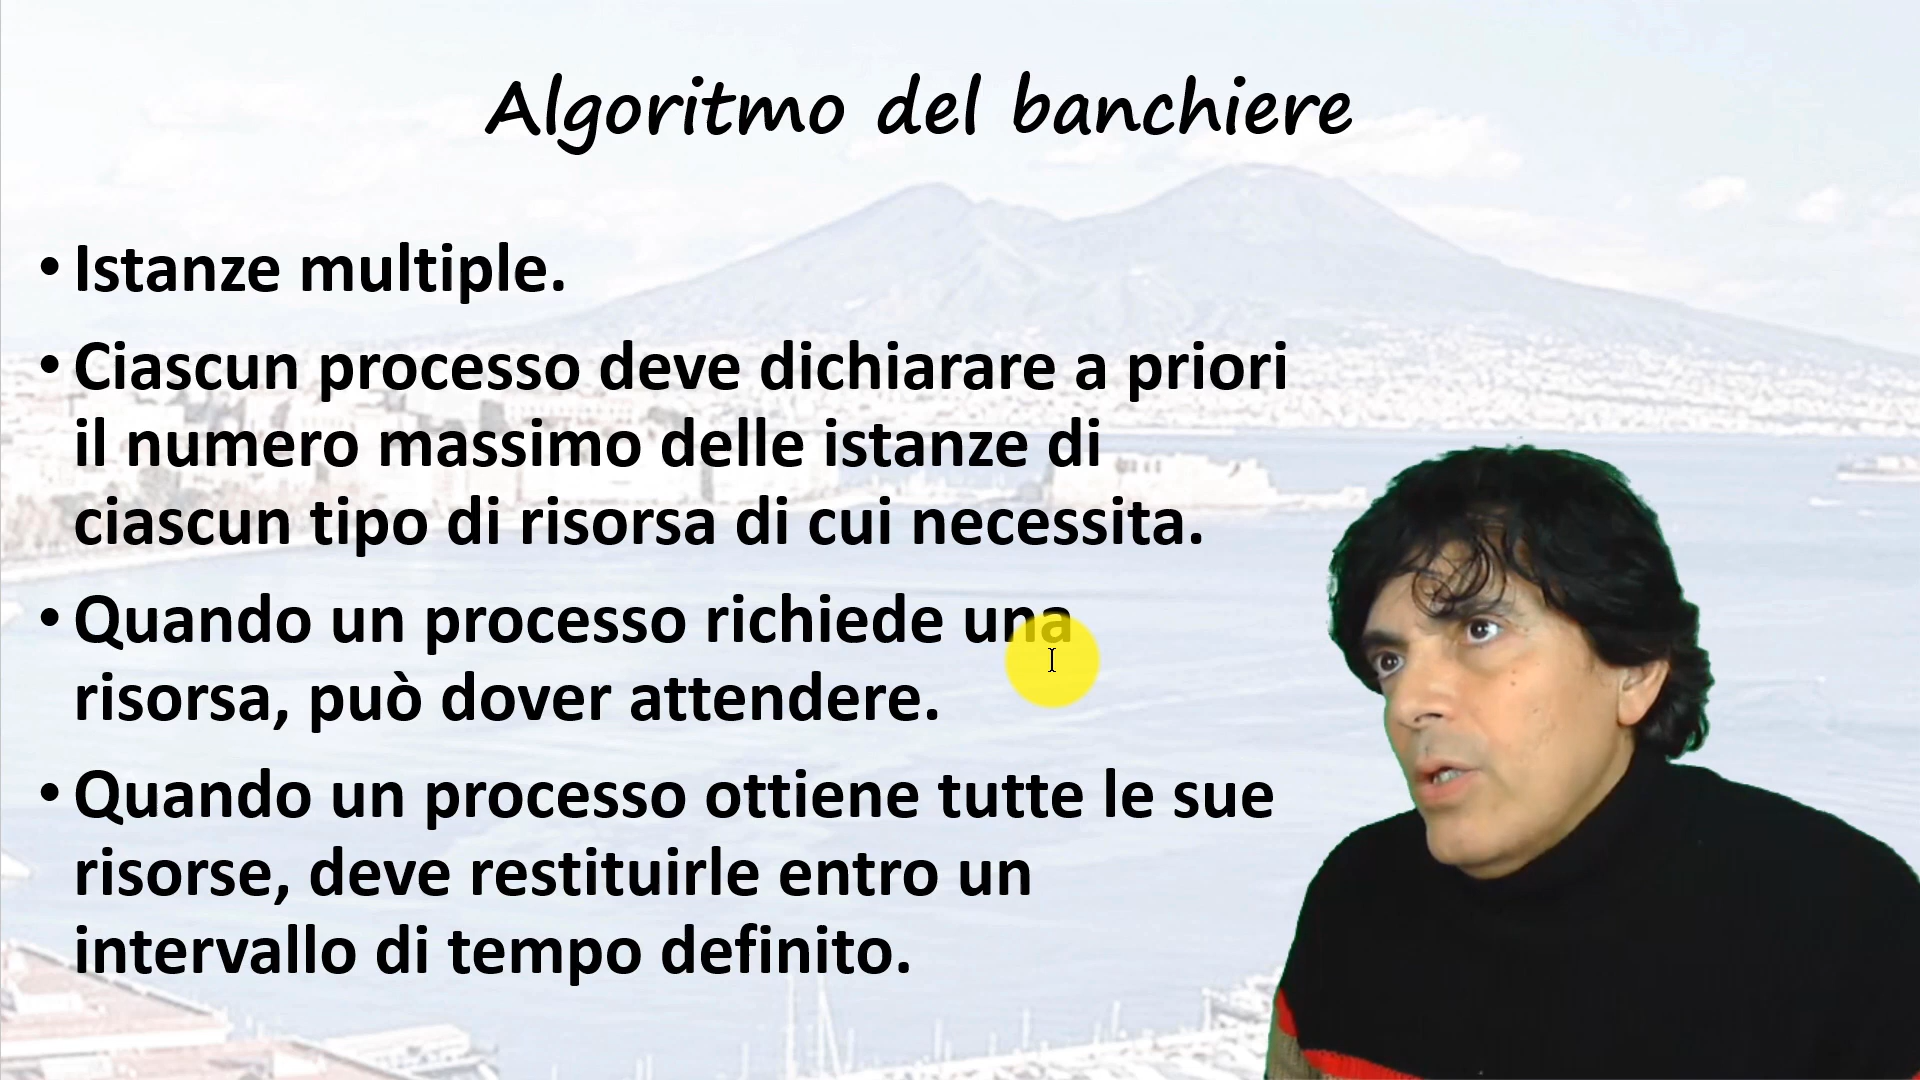 Algoritmo del banchiere
• Istanze multiple.
• Ciascun processo deve dichiarare a priori
il numero massimo delle istanze di
ciascun tipo di risorsa di cui necessita.
• Quando un processo richiede una
risorsa, può dover attendere.
• Quando un processo ottiene tutte le sue
risorse, deve restituirle entro un
intervallo di tempo definito.